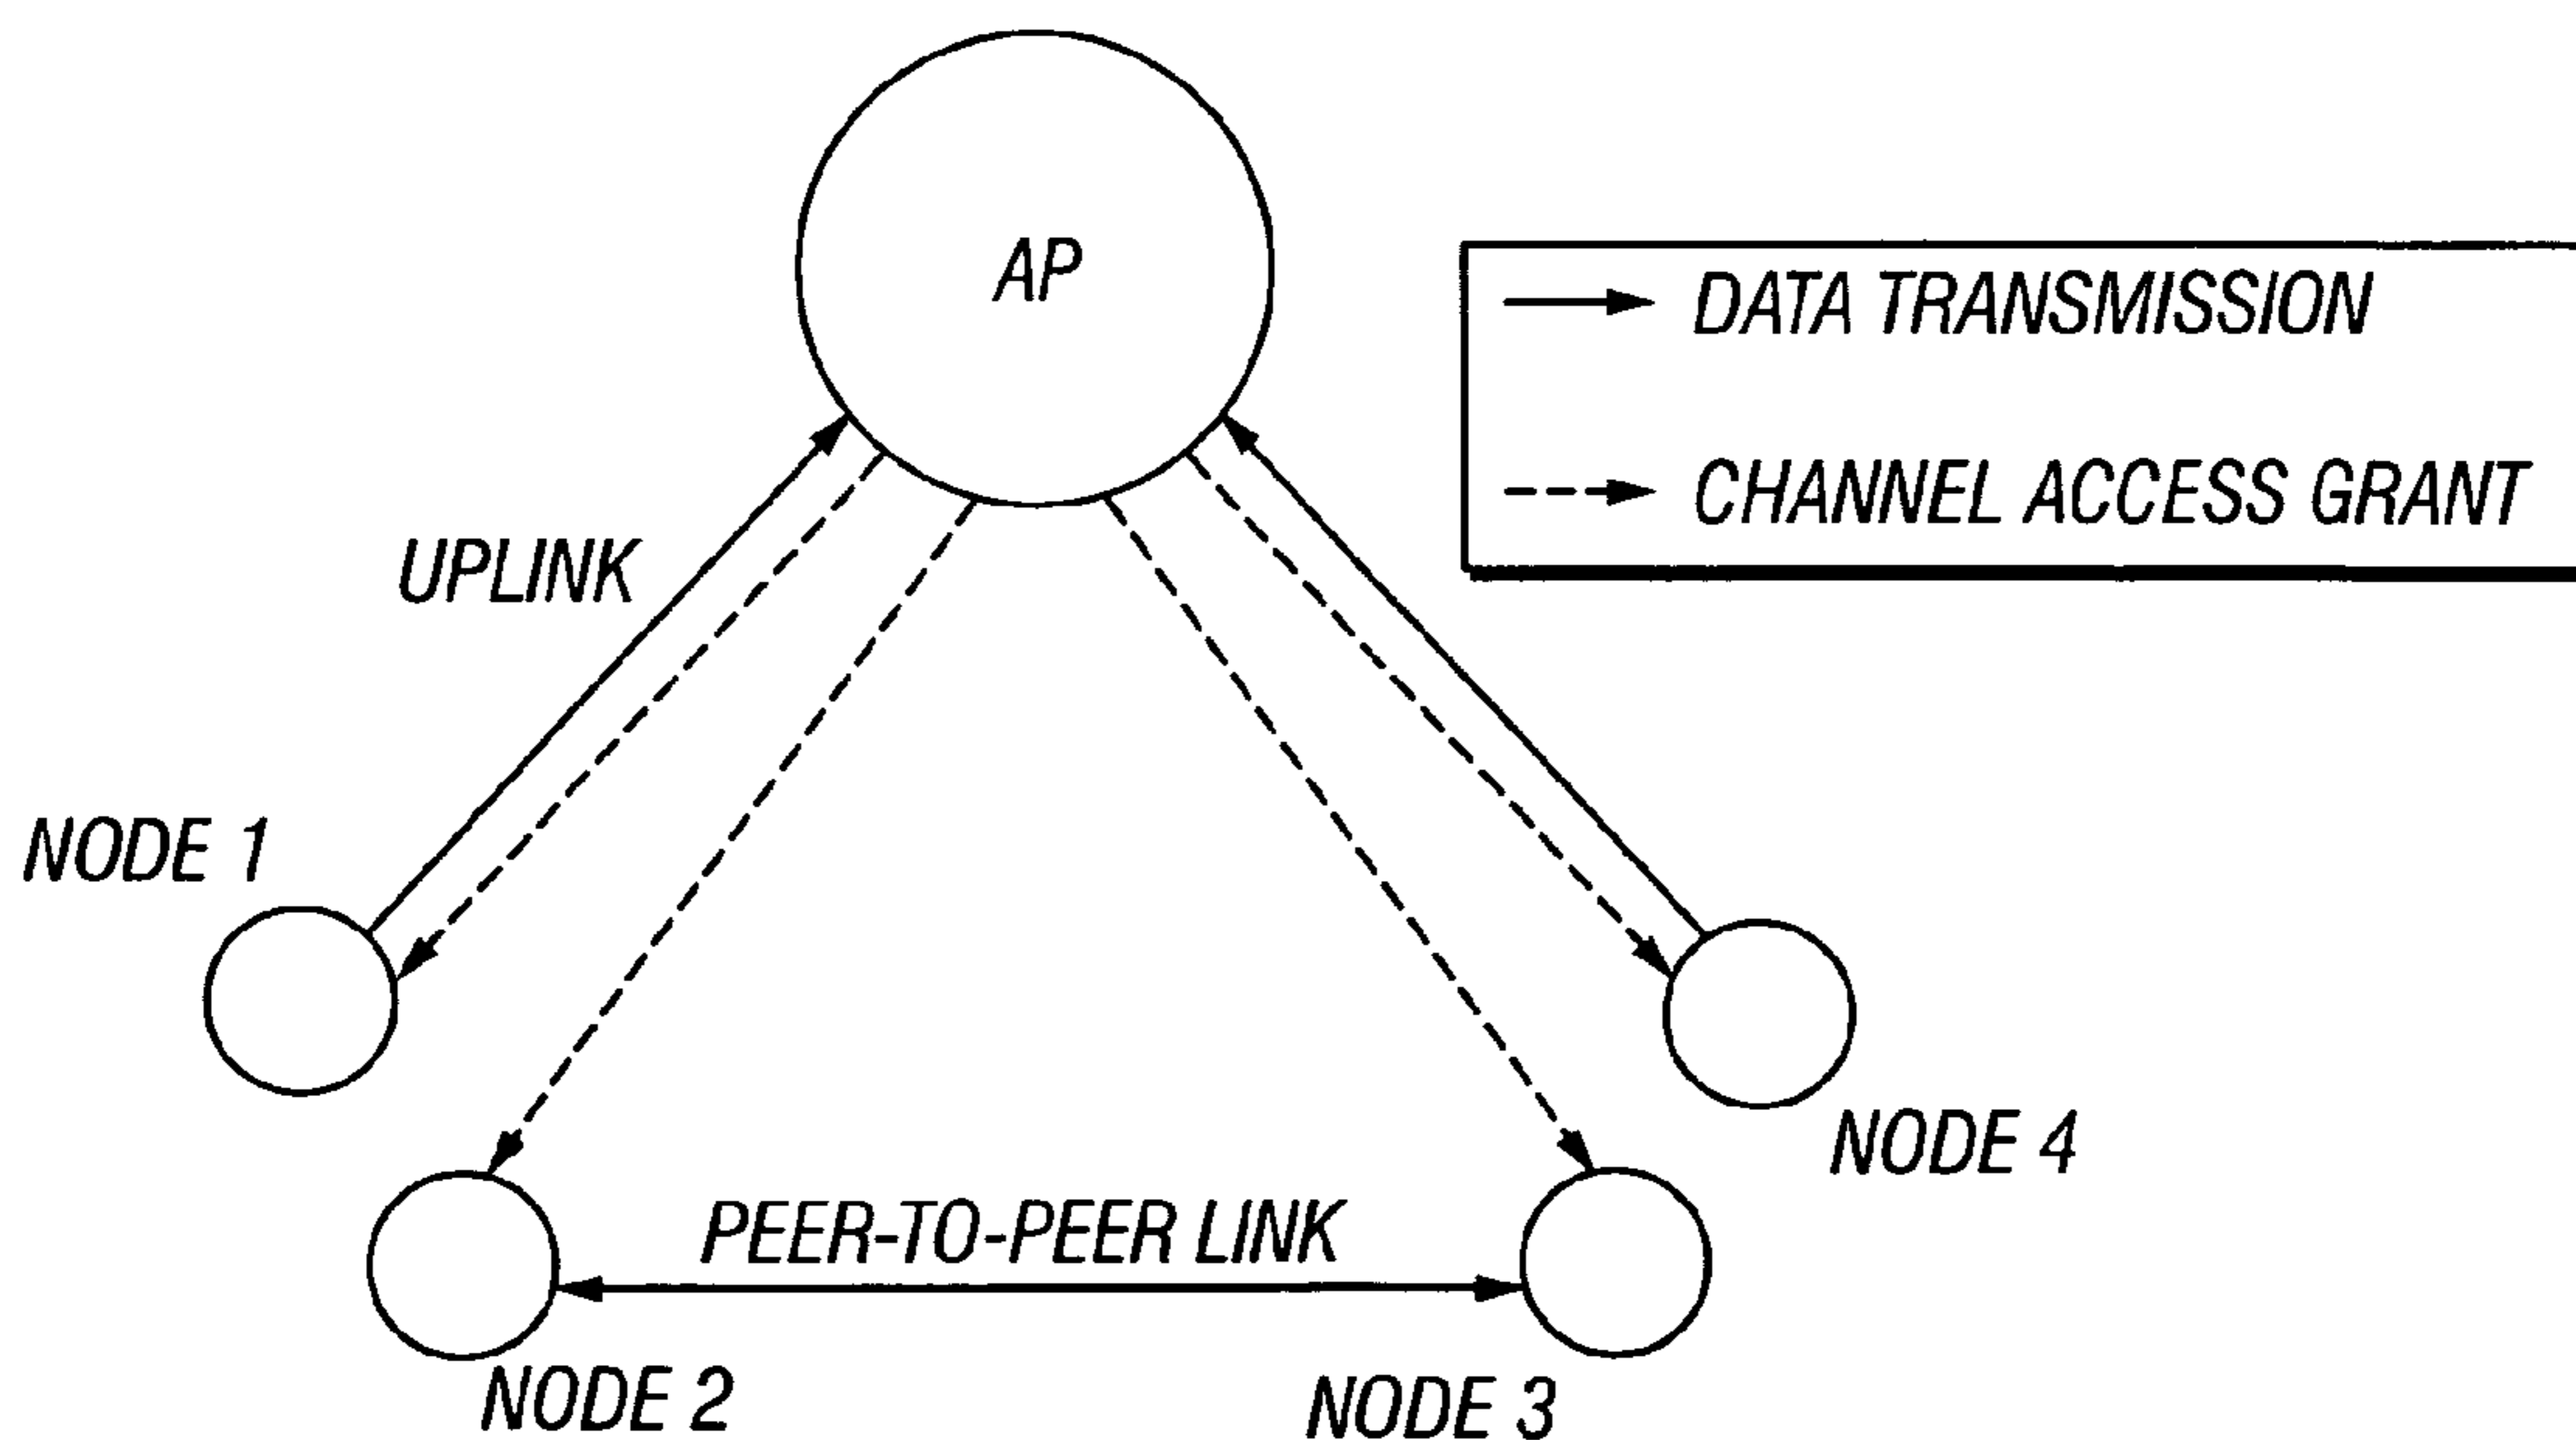 AP
DATA TRANSMISSION
CHANNEL ACCESS GRANT
UPLINK
NODE 1
NODE 4
PEER-TO-PEER LINK
NODE 2
NODE 3